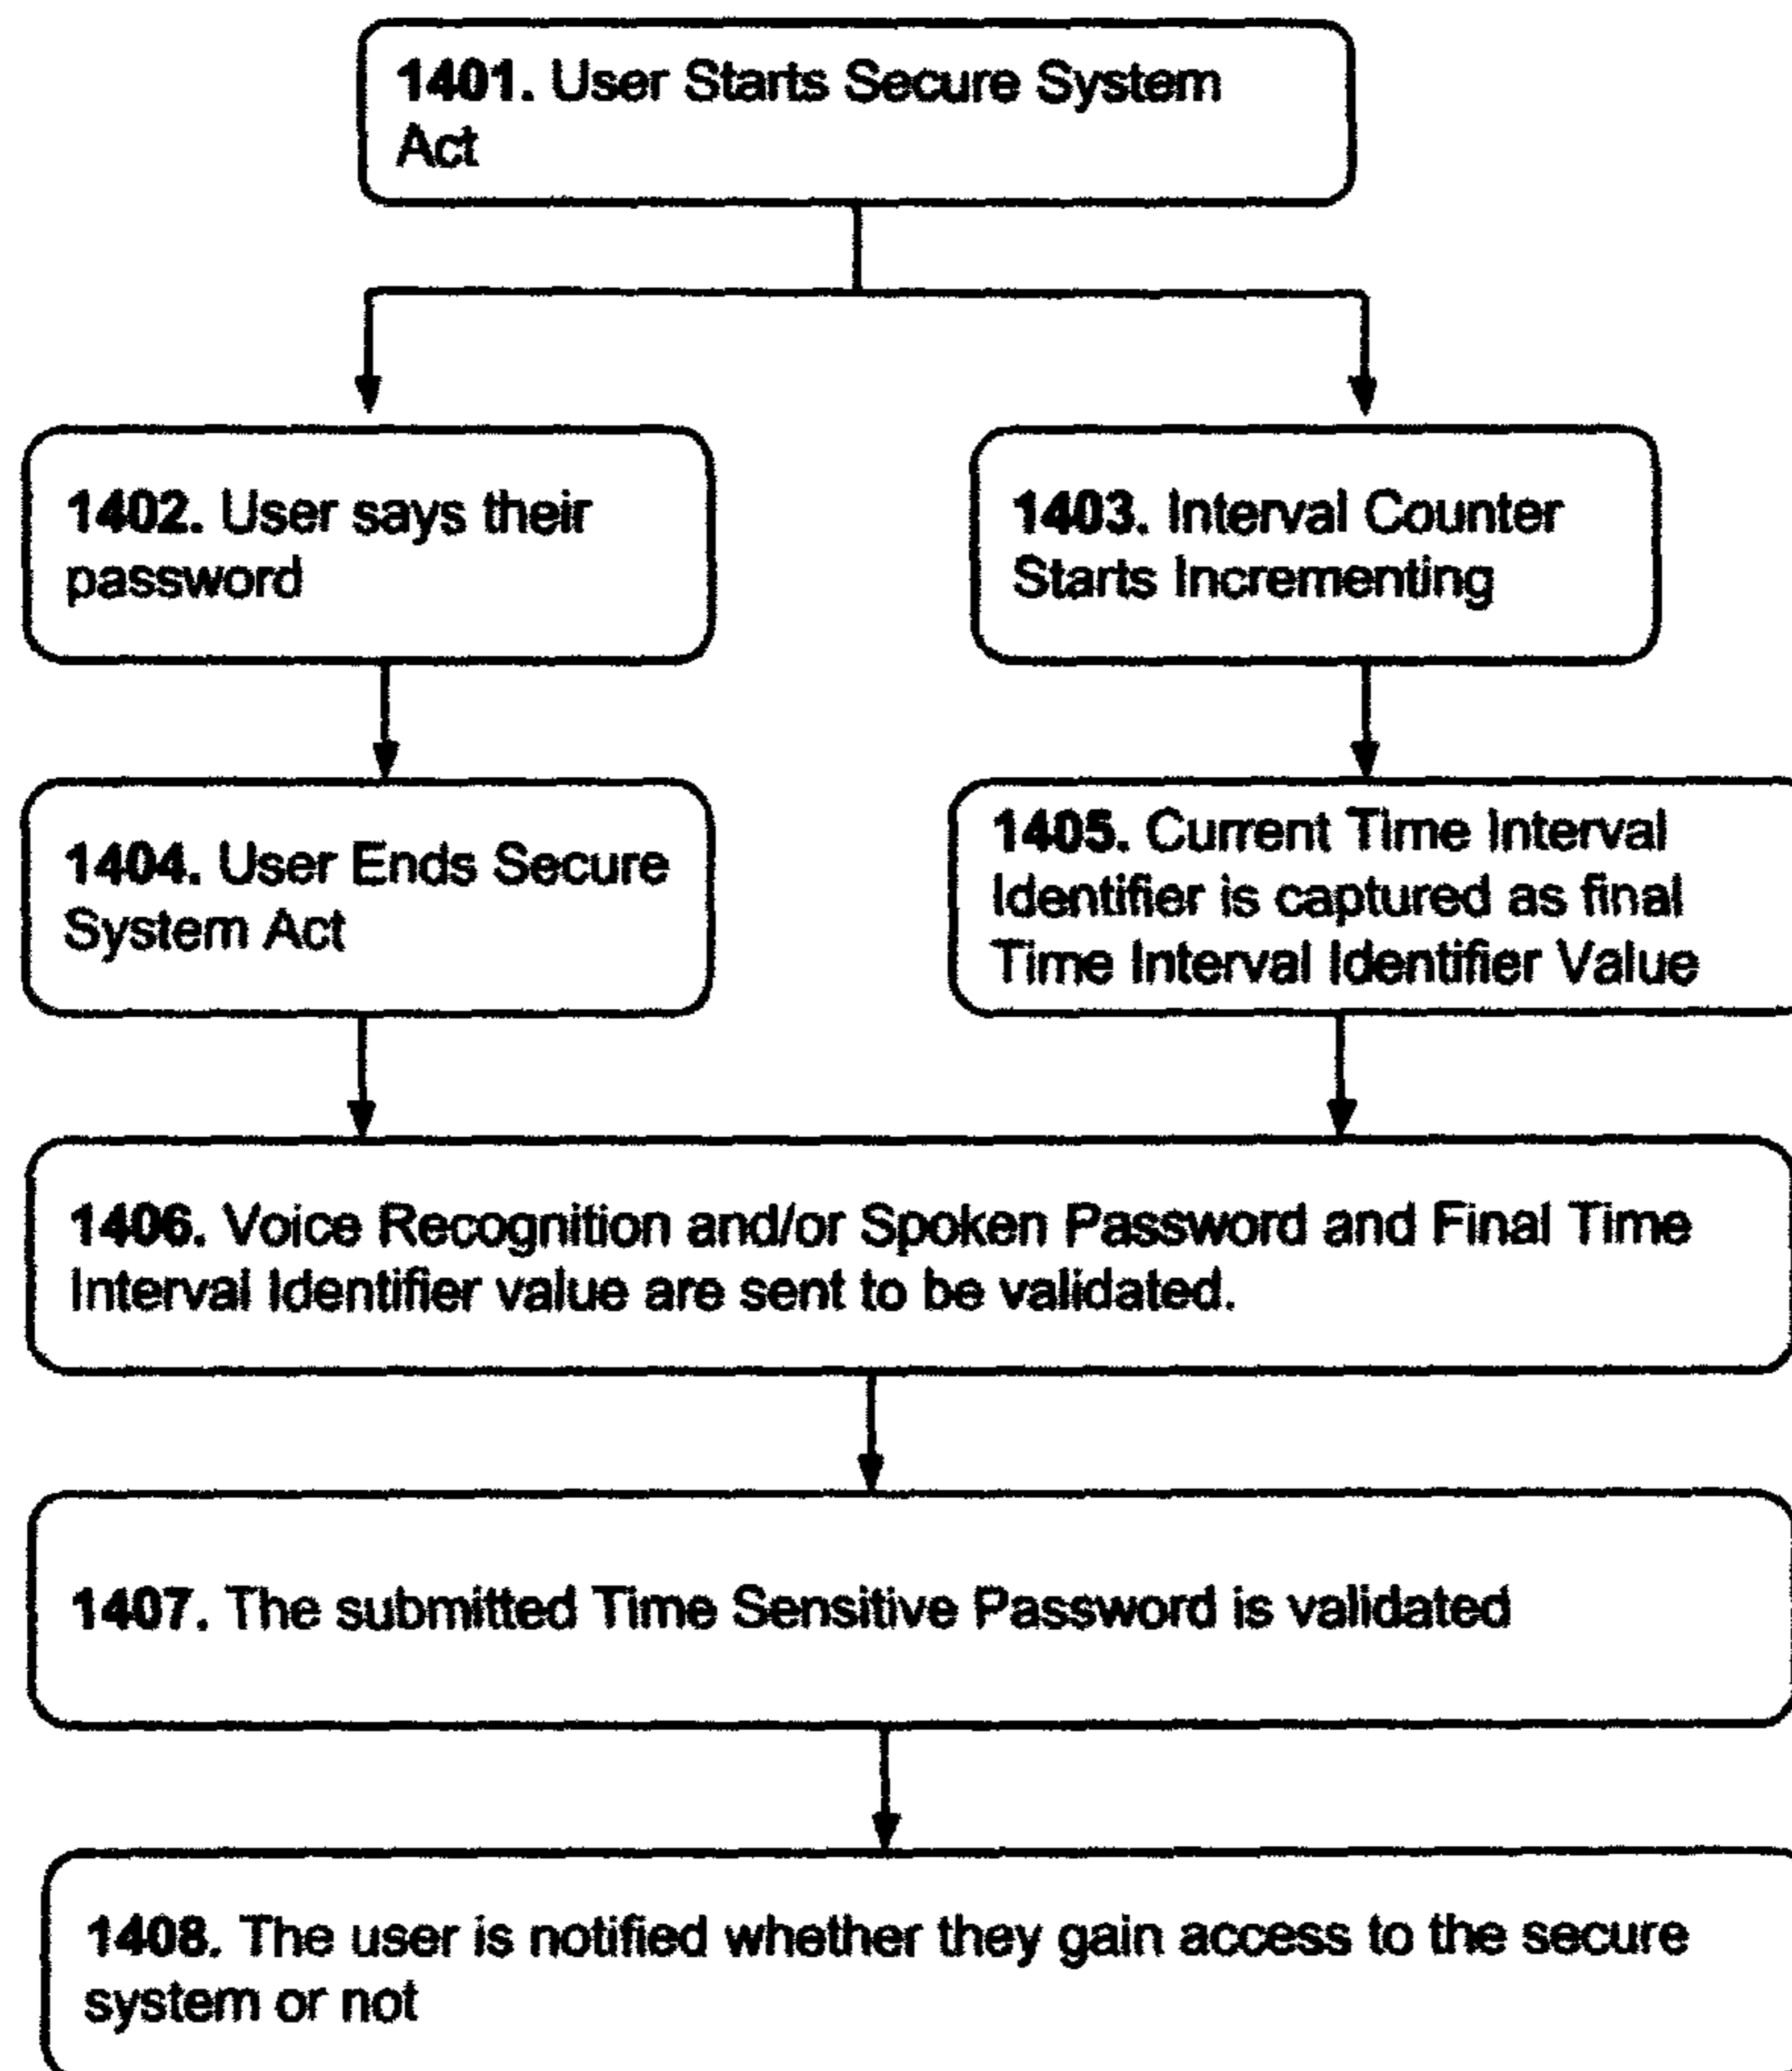 1401. User Starts Secure System
Act
1402. User says their
password
1403. Interval Counter
Starts Incrementing
1404. User Ends Secure
System Act
1405. Current Time Interval
Identifier is captured as final
Time Interval Identifier Value
1406. Voice Recognition and/or Spoken Password and Final Time
Interval Identifier value are sent to be validated.
1407. The submitted Time Sensitive Password is validated
1408. The user is notified whether they gain access to the secure
system or not